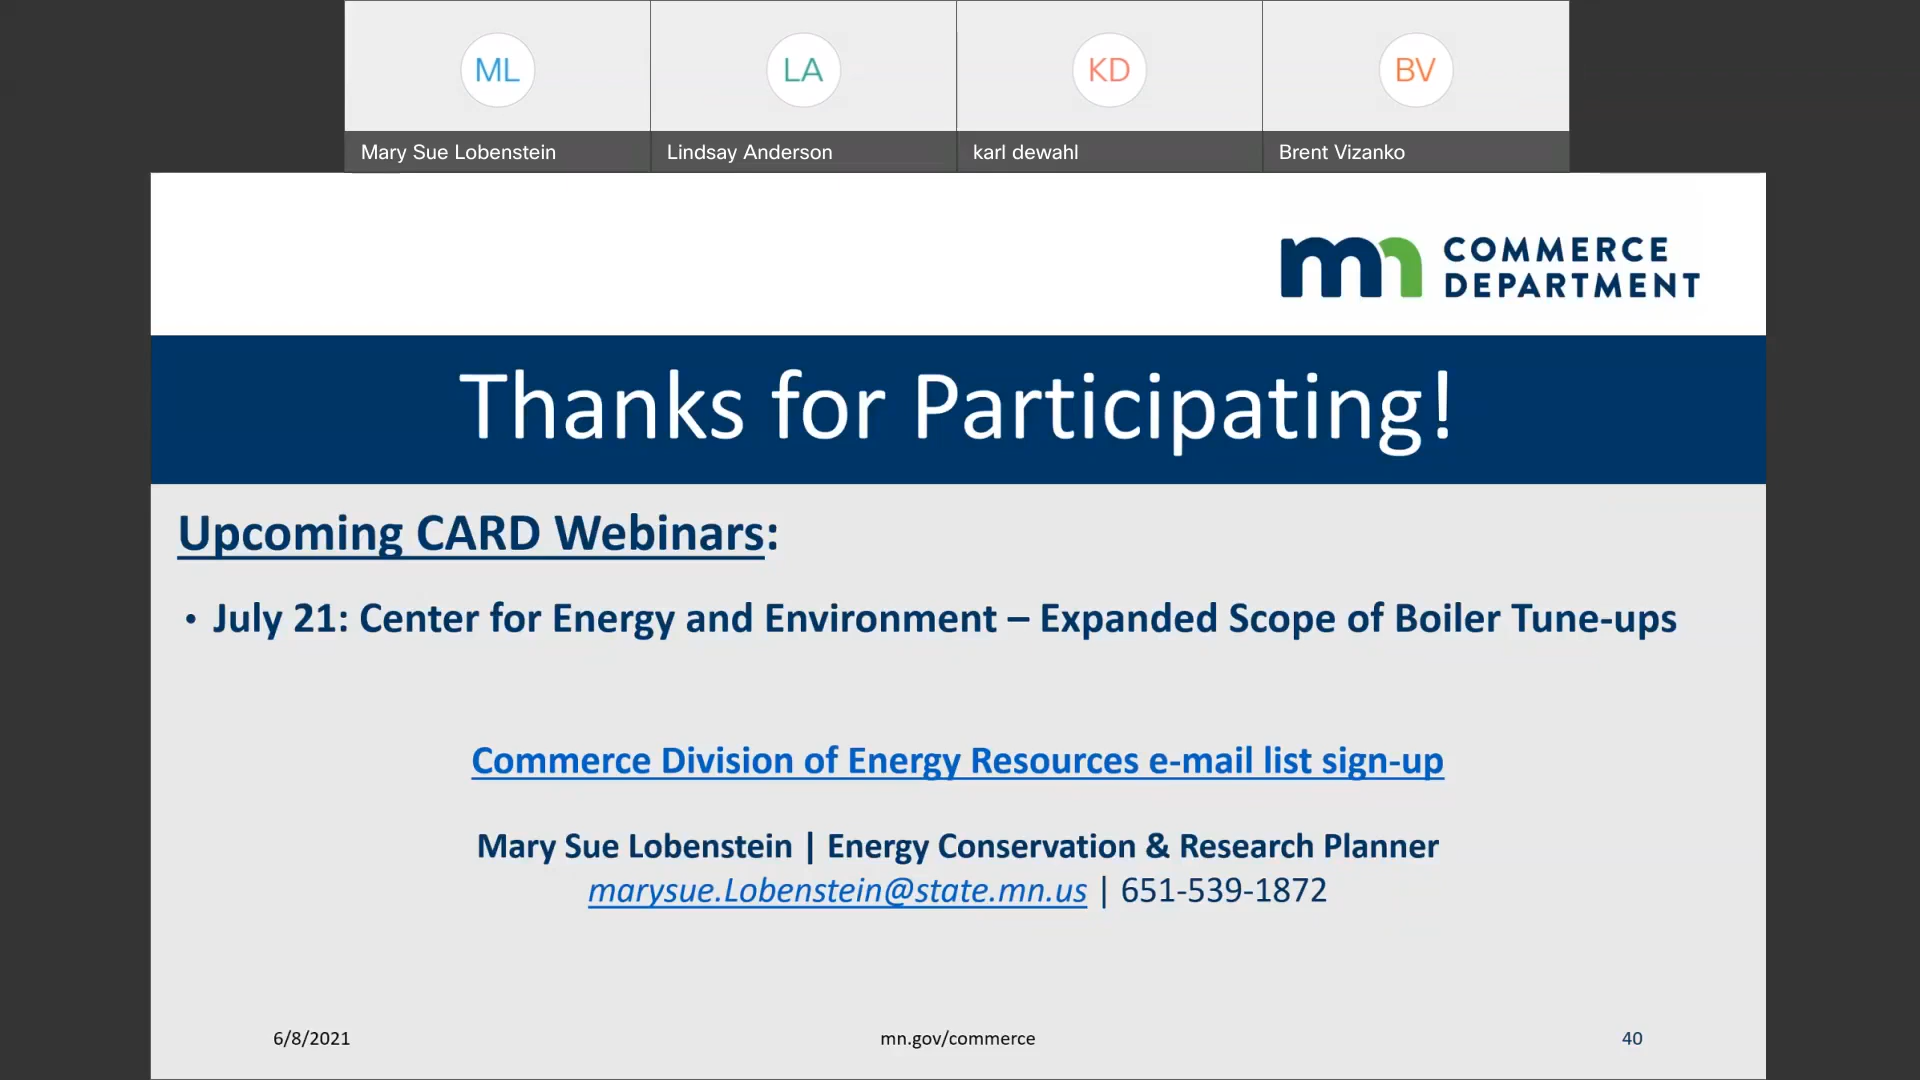 ML
LA
KD
BV
Mary Sue Lobenstein
Lindsay Anderson
karl dewahl
Brent Vizanko
mn COMMERCE
DEPARTMENT
Thanks for Participating!
Upcoming CARD Webinars:
• July 21: Center for Energy and Environment – Expanded Scope of Boiler Tune-ups
Commerce Division of Energy Resources e-mail list sign-up
Mary Sue Lobenstein | Energy Conservation & Research Planner
marysue.Lobenstein@state.mn.us | 651-539-1872
6/8/2021
mn.gov/commerce
40